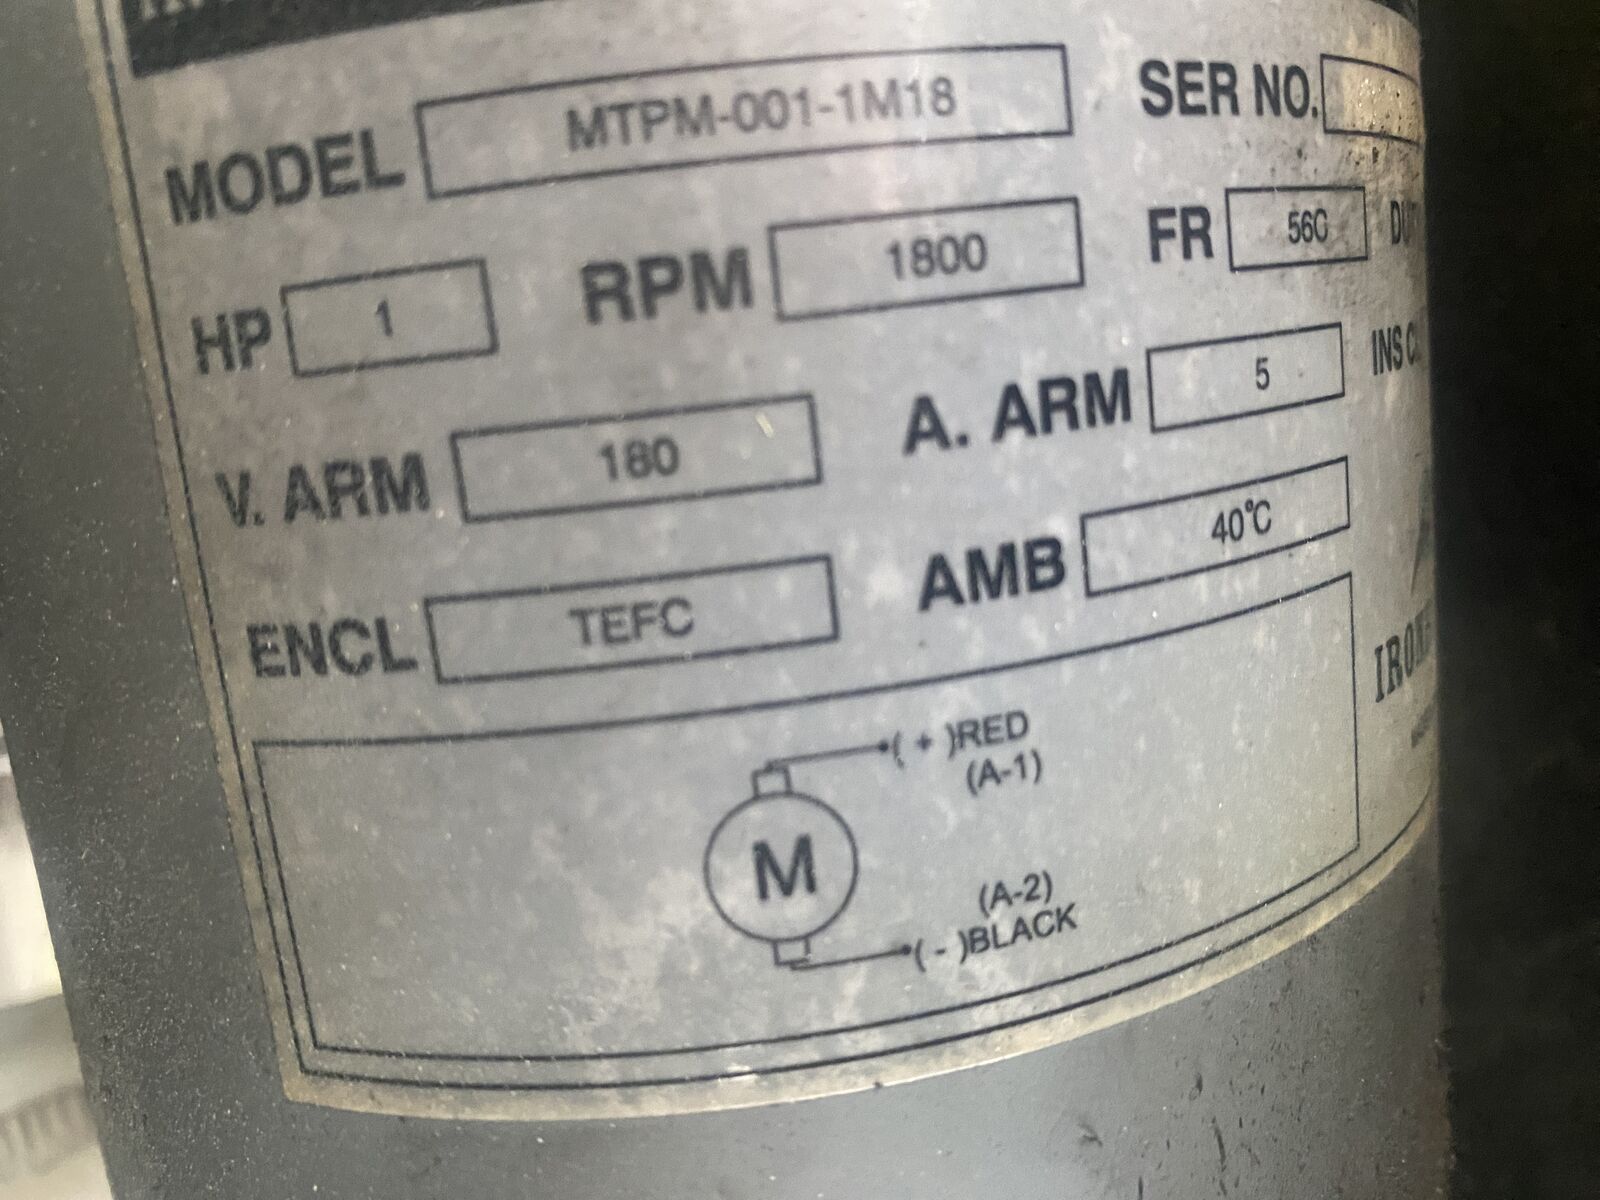 MODEL MTPM-001-1M18 SER NO.
HP 1 RPM 1800 FR 56C
V. ARM 180 A. ARM 5 INS
ENCL TEFC AMB 40°C
( + )RED
(A-1)
M
(A-2)
( - )BLACK